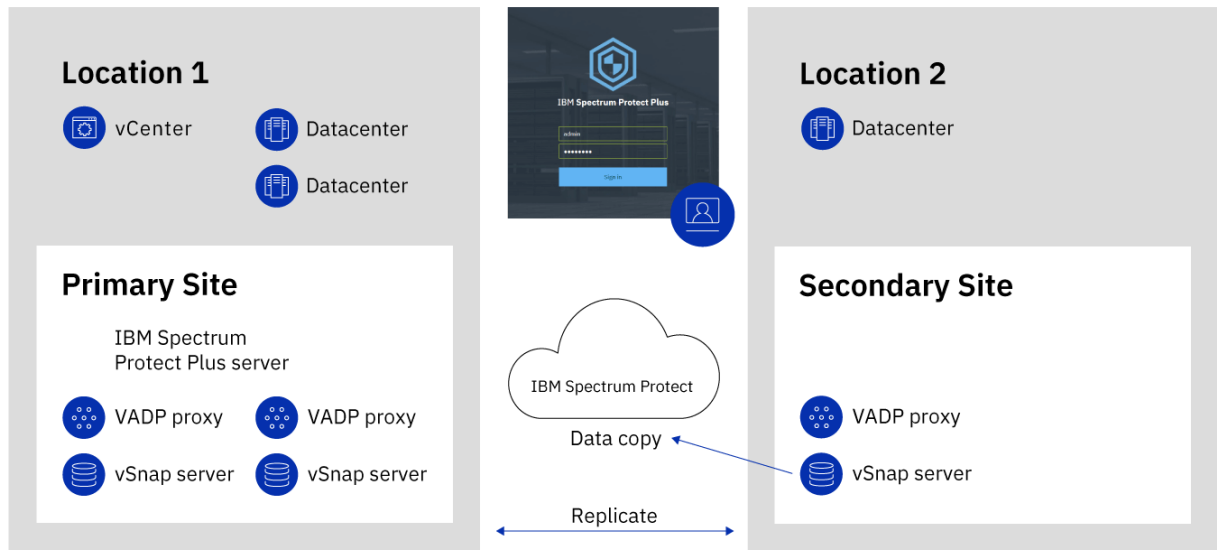 Location 1
vCenter
Datacenter
Datacenter
Primary Site
IBM Spectrum
Protect Plus server
VADP proxy
VADP proxy
vSnap server
vSnap server
IBM Spectrum Protect Plus
admin
Sign in
IBM Spectrum Protect
Data copy
Replicate
Location 2
Datacenter
Secondary Site
VADP proxy
vSnap server